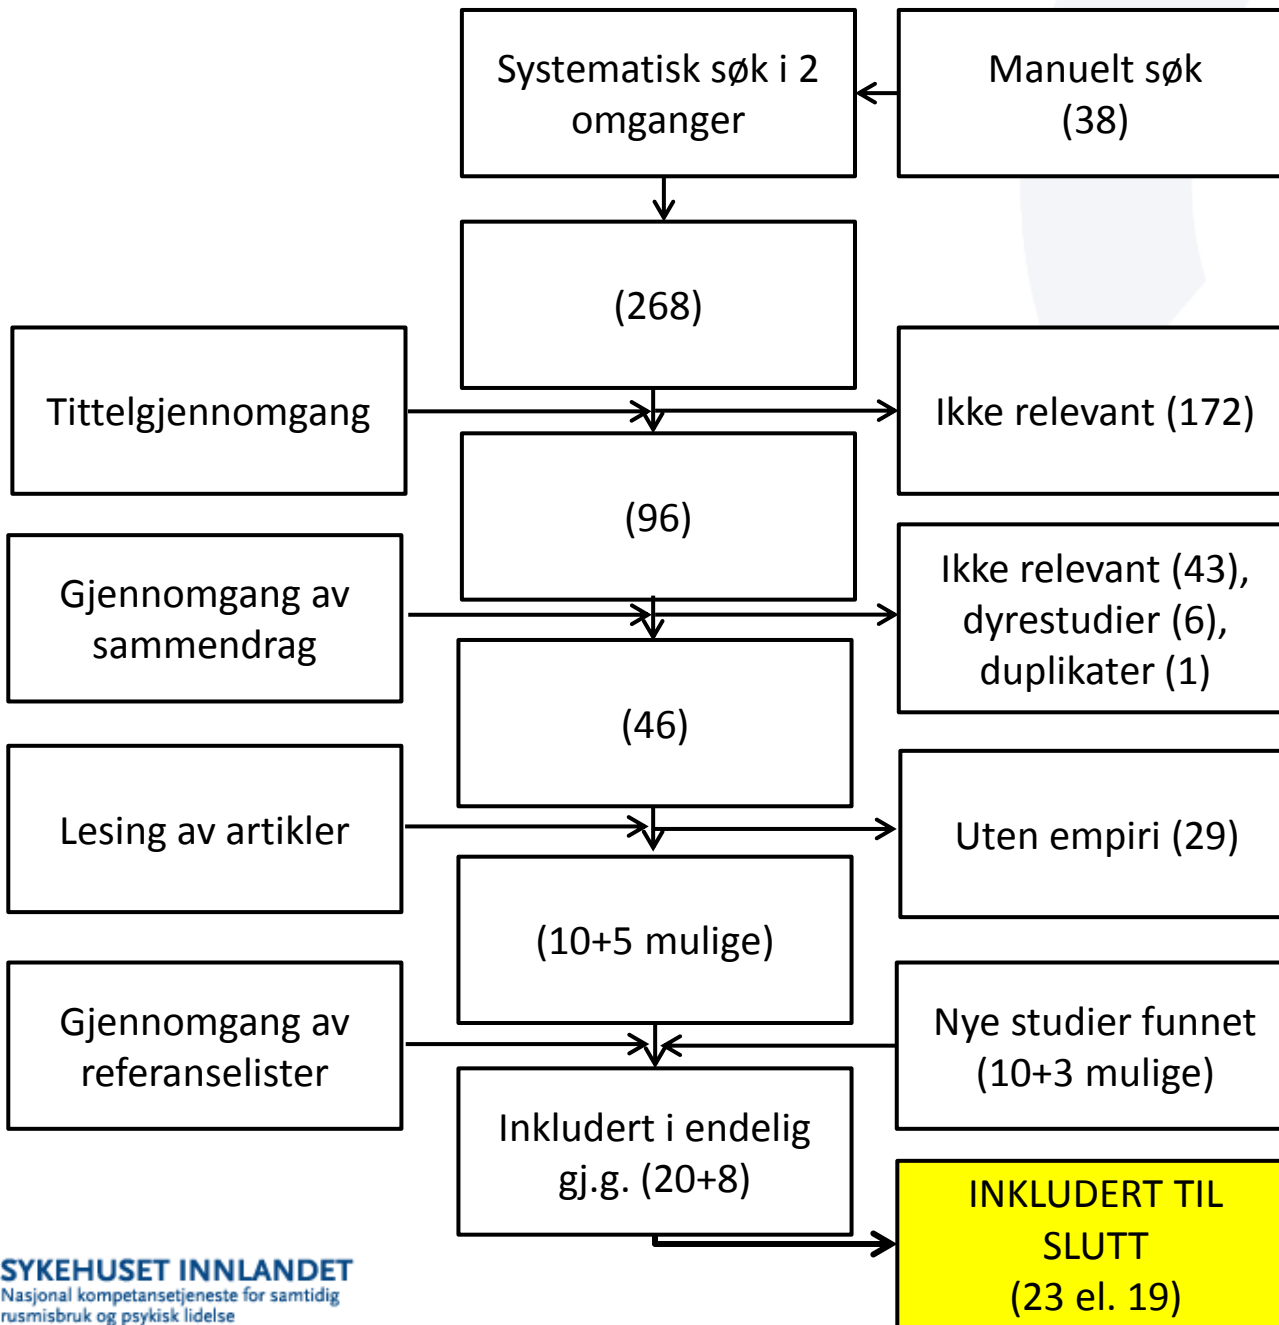 Systematisk søk i 2
omganger
Manuelt søk
(38)
(268)
Tittelgjennomgang
Ikke relevant (172)
(96)
Gjennomgang av
sammendrag
Ikke relevant (43),
dyrestudier (6),
duplikater (1)
(46)
Lesing av artikler
Uten empiri (29)
(10+5 mulige)
Gjennomgang av
referanselister
Nye studier funnet
(10+3 mulige)
Inkludert i endelig
gj.g. (20+8)
INKLUDERT TIL
SLUTT
(23 el. 19)
SYKEHUSET INNLANDET
Nasjonal kompetansetjeneste for samtidig
rusmisbruk og psykisk lidelse